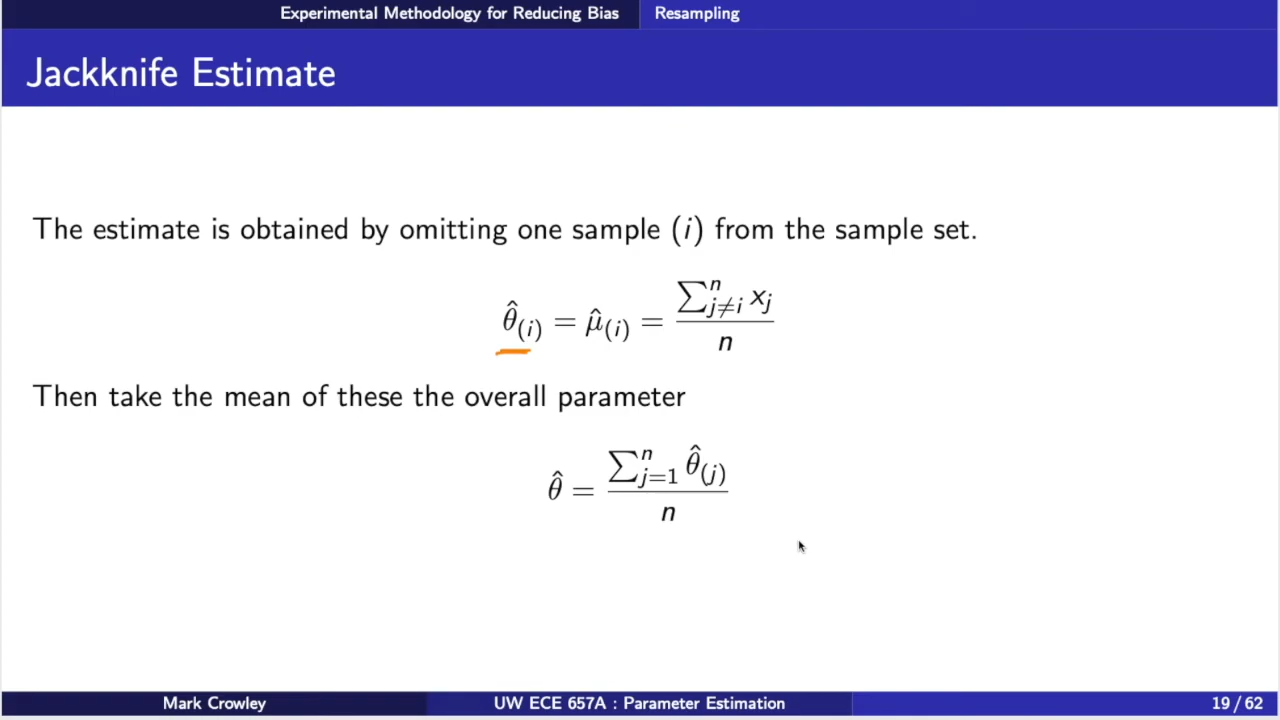 Experimental Methodology for Reducing Bias Resampling
Jackknife Estimate
The estimate is obtained by omitting one sample (i) from the sample set.
θ̂₍ᵢ₎ = μ̂₍ᵢ₎ = ∑ⁿⱼ≠ᵢ xⱼ / n
Then take the mean of these the overall parameter
θ̂ = ∑ⁿⱼ₌₁ θ̂₍ⱼ₎ / n
Mark Crowley UW ECE 657A : Parameter Estimation 19 / 62